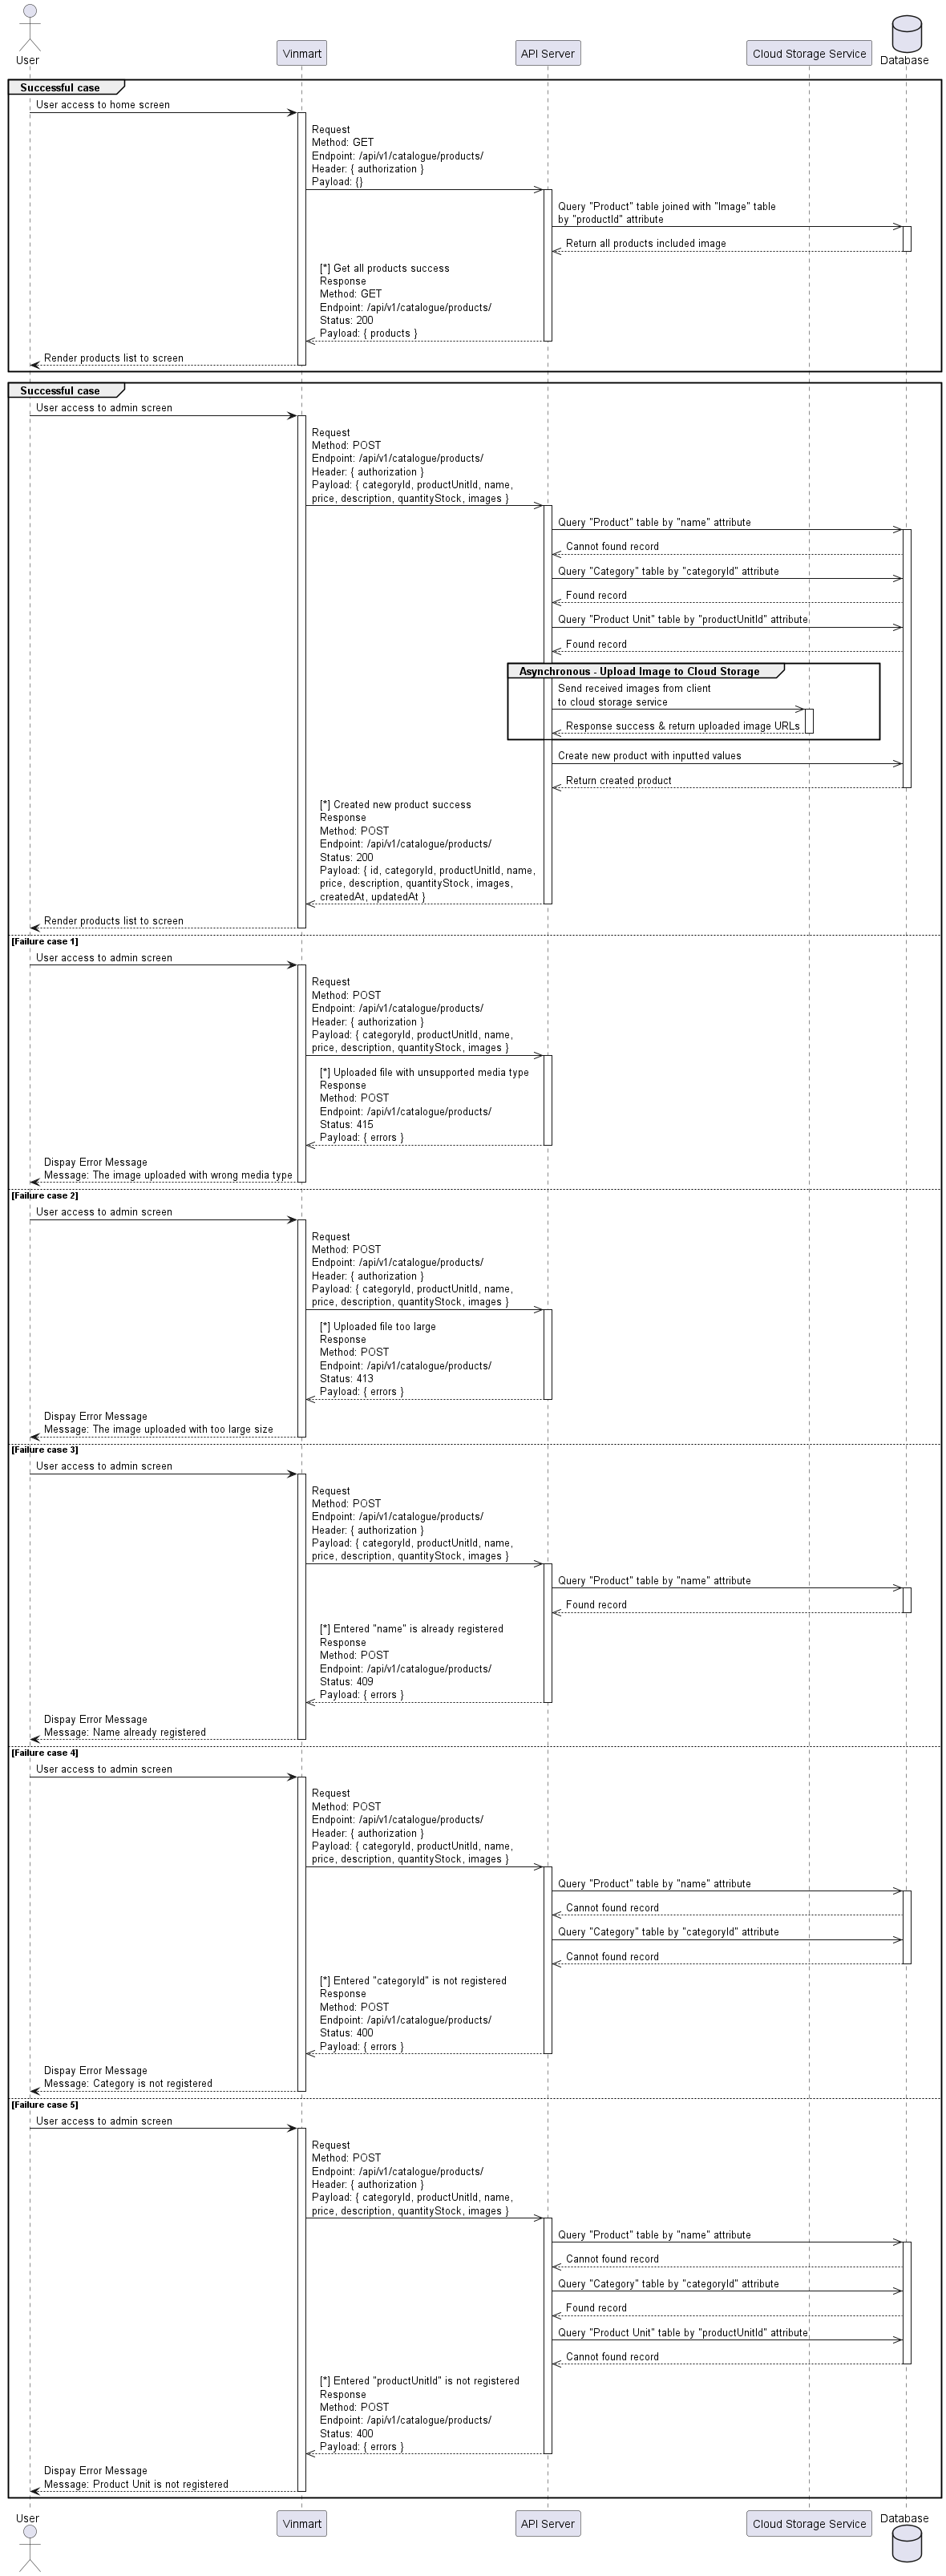 User
Vinmart
API Server
Cloud Storage Service
Database
Successful case
User access to home screen
Request
Method: GET
Endpoint: /api/v1/catalogue/products/
Header: { authorization }
Payload: {}
Query "Product" table joined with "Image" table
by "productId" attribute
Return all products included image
[*] Get all products success
Response
Method: GET
Endpoint: /api/v1/catalogue/products/
Status: 200
Payload: { products }
Render products list to screen
Successful case
User access to admin screen
Request
Method: POST
Endpoint: /api/v1/catalogue/products/
Header: { authorization }
Payload: { categoryId, productUnitId, name,
price, description, quantityStock, images }
Query "Product" table by "name" attribute
Cannot found record
Query "Category" table by "categoryId" attribute
Found record
Query "Product Unit" table by "productUnitId" attribute
Found record
Asynchronous - Upload Image to Cloud Storage
Send received images from client
to cloud storage service
Response success & return uploaded image URLs
Create new product with inputted values
Return created product
[*] Created new product success
Response
Method: POST
Endpoint: /api/v1/catalogue/products/
Status: 200
Payload: { id, categoryId, productUnitId, name,
price, description, quantityStock, images,
createdAt, updatedAt }
Render products list to screen
[Failure case 1]
User access to admin screen
Request
Method: POST
Endpoint: /api/v1/catalogue/products/
Header: { authorization }
Payload: { categoryId, productUnitId, name,
price, description, quantityStock, images }
[*] Uploaded file with unsupported media type
Response
Method: POST
Endpoint: /api/v1/catalogue/products/
Status: 415
Payload: { errors }
Dispay Error Message
Message: The image uploaded with wrong media type
[Failure case 2]
User access to admin screen
Request
Method: POST
Endpoint: /api/v1/catalogue/products/
Header: { authorization }
Payload: { categoryId, productUnitId, name,
price, description, quantityStock, images }
[*] Uploaded file too large
Response
Method: POST
Endpoint: /api/v1/catalogue/products/
Status: 413
Payload: { errors }
Dispay Error Message
Message: The image uploaded with too large size
[Failure case 3]
User access to admin screen
Request
Method: POST
Endpoint: /api/v1/catalogue/products/
Header: { authorization }
Payload: { categoryId, productUnitId, name,
price, description, quantityStock, images }
Query "Product" table by "name" attribute
Found record
[*] Entered "name" is already registered
Response
Method: POST
Endpoint: /api/v1/catalogue/products/
Status: 409
Payload: { errors }
Dispay Error Message
Message: Name already registered
[Failure case 4]
User access to admin screen
Request
Method: POST
Endpoint: /api/v1/catalogue/products/
Header: { authorization }
Payload: { categoryId, productUnitId, name,
price, description, quantityStock, images }
Query "Product" table by "name" attribute
Cannot found record
Query "Category" table by "categoryId" attribute
Cannot found record
[*] Entered "categoryId" is not registered
Response
Method: POST
Endpoint: /api/v1/catalogue/products/
Status: 400
Payload: { errors }
Dispay Error Message
Message: Category is not registered
[Failure case 5]
User access to admin screen
Request
Method: POST
Endpoint: /api/v1/catalogue/products/
Header: { authorization }
Payload: { categoryId, productUnitId, name,
price, description, quantityStock, images }
Query "Product" table by "name" attribute
Cannot found record
Query "Category" table by "categoryId" attribute
Found record
Query "Product Unit" table by "productUnitId" attribute
Cannot found record
[*] Entered "productUnitId" is not registered
Response
Method: POST
Endpoint: /api/v1/catalogue/products/
Status: 400
Payload: { errors }
Dispay Error Message
Message: Product Unit is not registered
User
Vinmart
API Server
Cloud Storage Service
Database